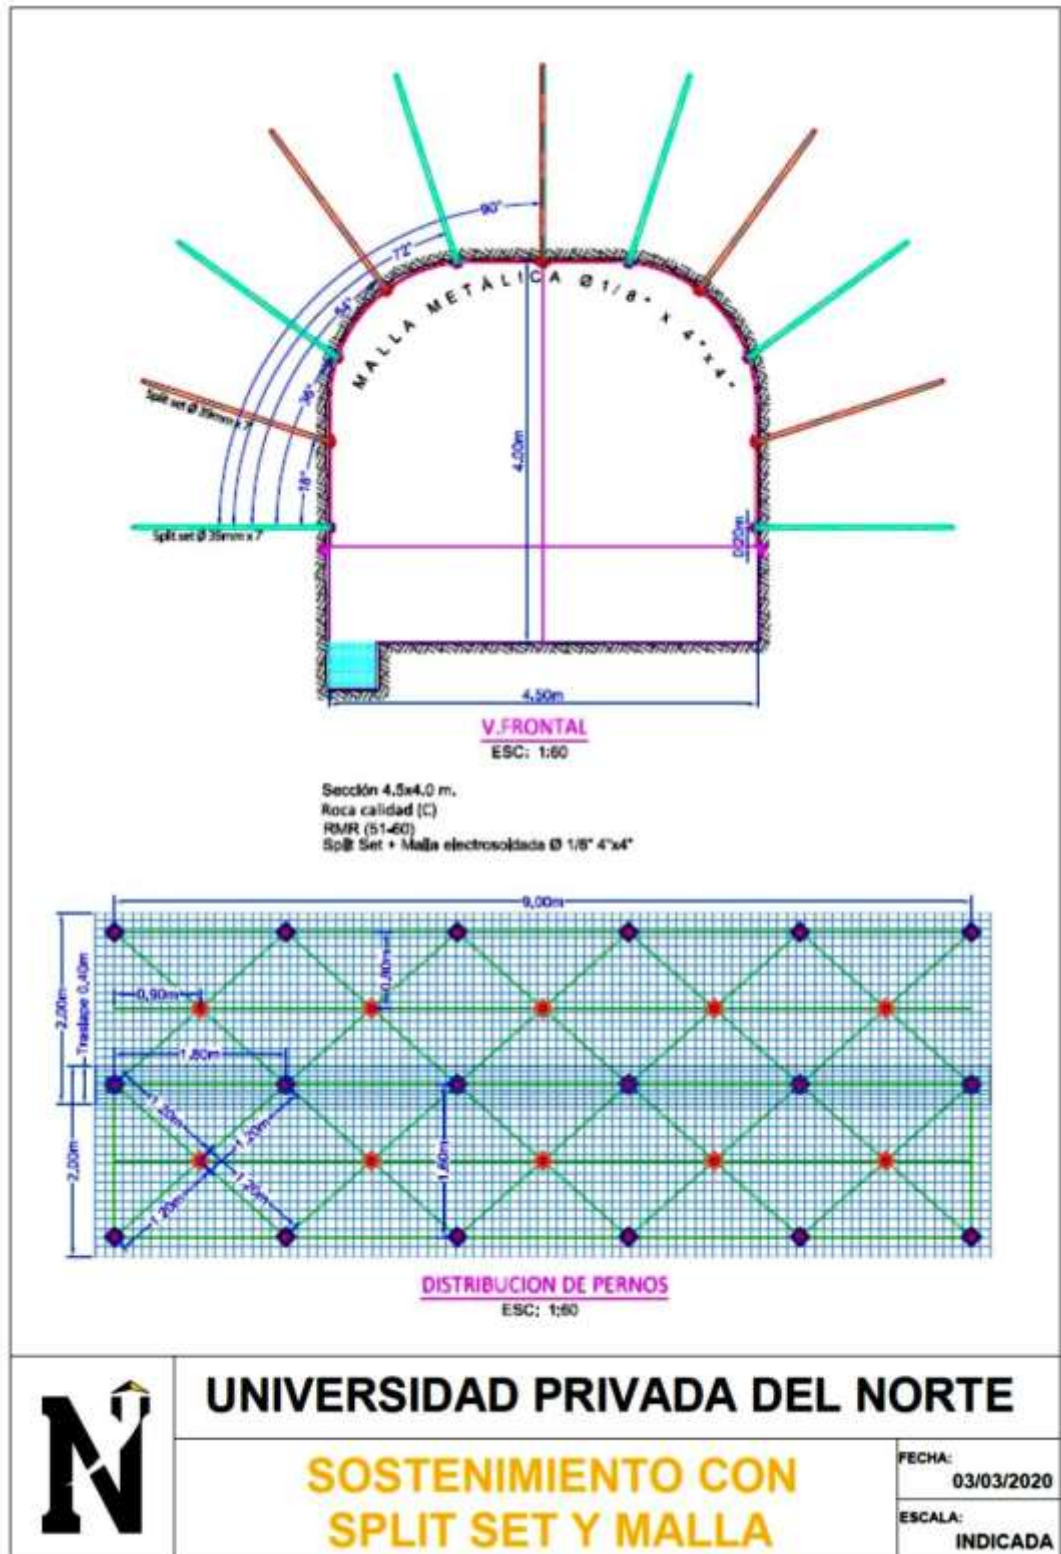 90°
72°
54°
36°
18°
MALLA METÁLICA Ø1/8" x 4"x4"
Split set Ø 39mm x 7'
Split set Ø 39mm x 7'
4.00m
0.20m
4.50m
V.FRONTAL
ESC: 1:60
Sección 4.5x4.0 m.
Roca calidad (C)
RMR (51-60)
Split Set + Malla electrosoldada Ø 1/8" 4"x4"
9,00m
2,00m
Traslape 0,40m
0,80m
0,90m
1,80m
1,20m
1,20m
1,20m
1,20m
1,60m
2,00m
DISTRIBUCION DE PERNOS
ESC: 1:60
N
UNIVERSIDAD PRIVADA DEL NORTE
SOSTENIMIENTO CON
SPLIT SET Y MALLA
FECHA:
03/03/2020
ESCALA:
INDICADA